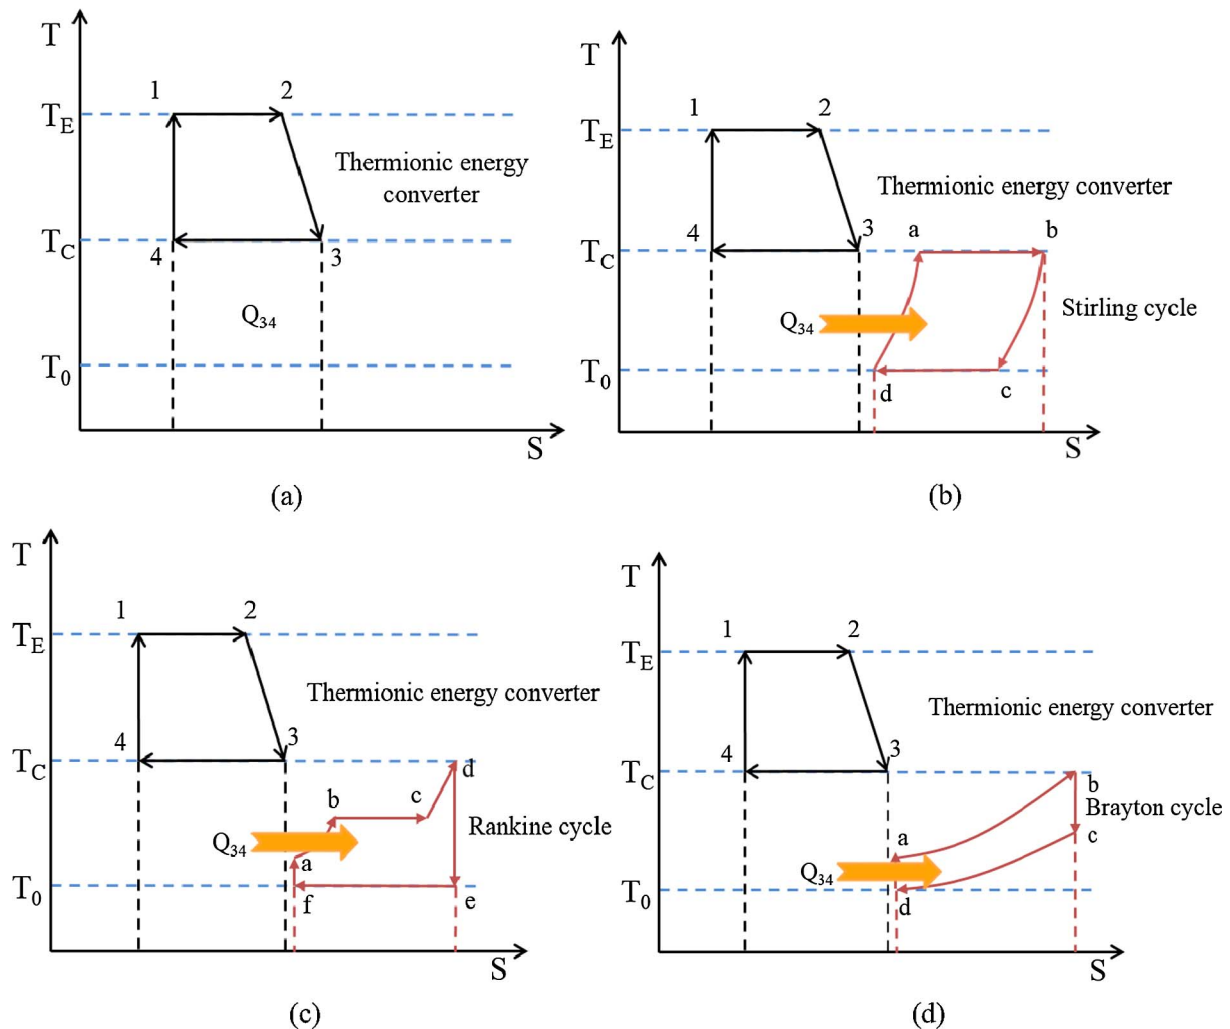 T
1
2
T_E
Thermionic energy
converter
T_C
4
3
Q_34
T_0
S
(a)
T
1
2
T_E
Thermionic energy converter
4
3
a
b
T_C
Q_34
Stirling cycle
T_0
d
c
S
(b)
T
1
2
T_E
Thermionic energy converter
4
3
T_C
d
b
c
Q_34
Rankine cycle
a
T_0
f
e
S
(c)
T
1
2
T_E
Thermionic energy converter
4
3
T_C
b
Brayton cycle
a
c
Q_34
T_0
d
S
(d)